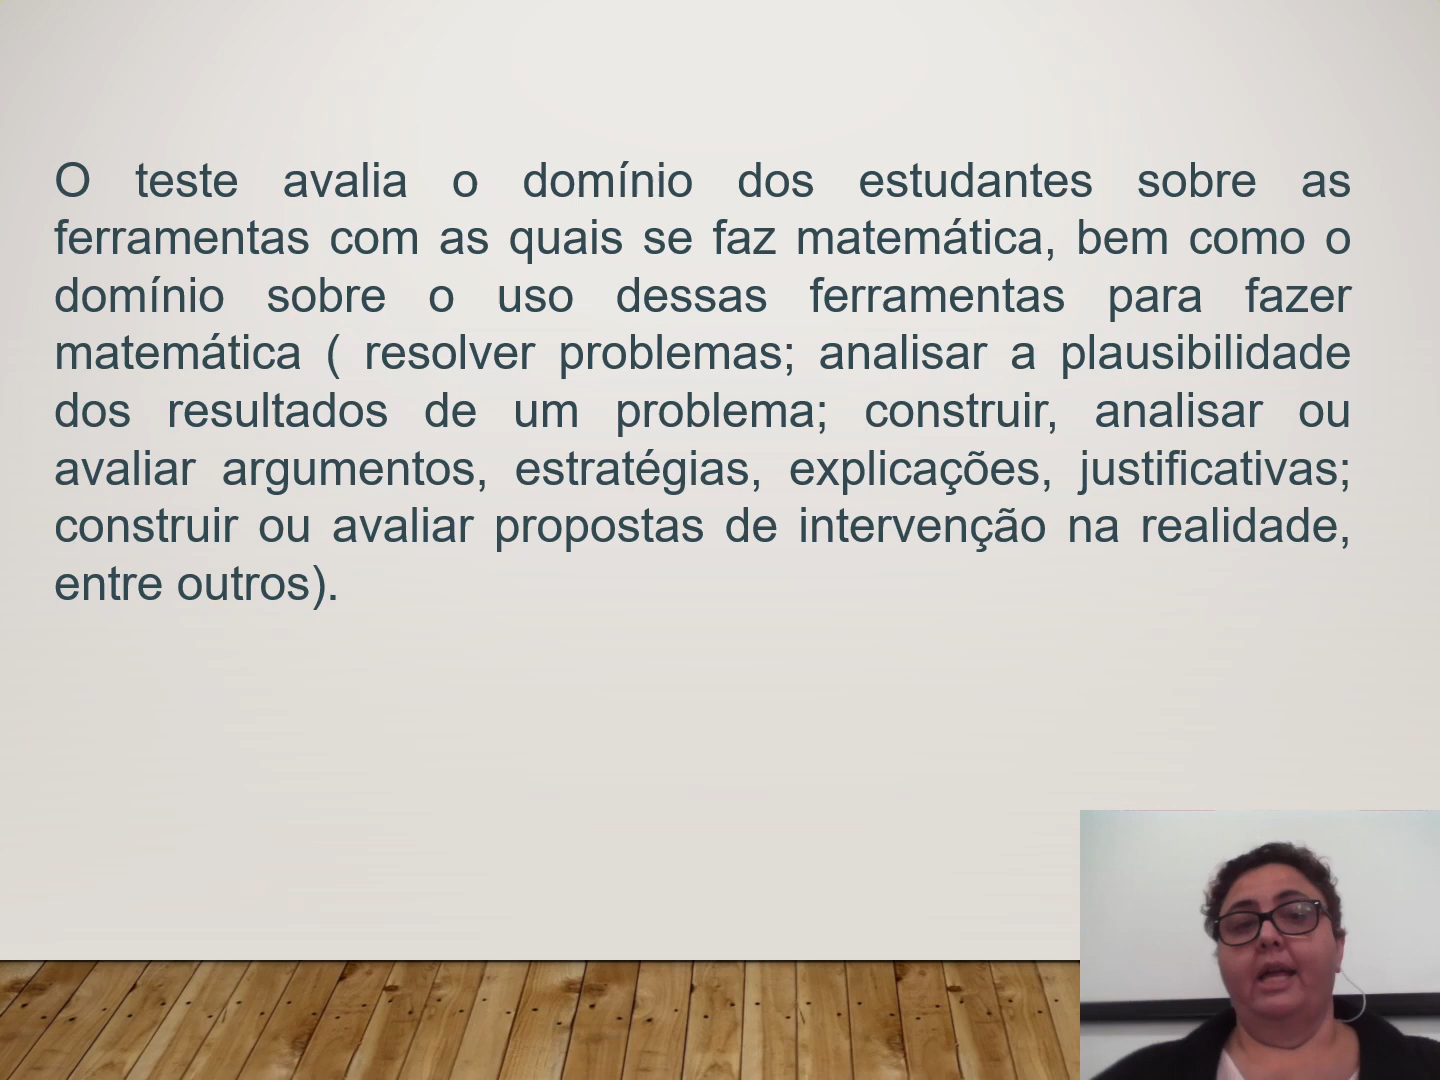 O teste avalia o domínio dos estudantes sobre as
ferramentas com as quais se faz matemática, bem como o
domínio sobre o uso dessas ferramentas para fazer
matemática ( resolver problemas; analisar a plausibilidade
dos resultados de um problema; construir, analisar ou
avaliar argumentos, estratégias, explicações, justificativas;
construir ou avaliar propostas de intervenção na realidade,
entre outros).